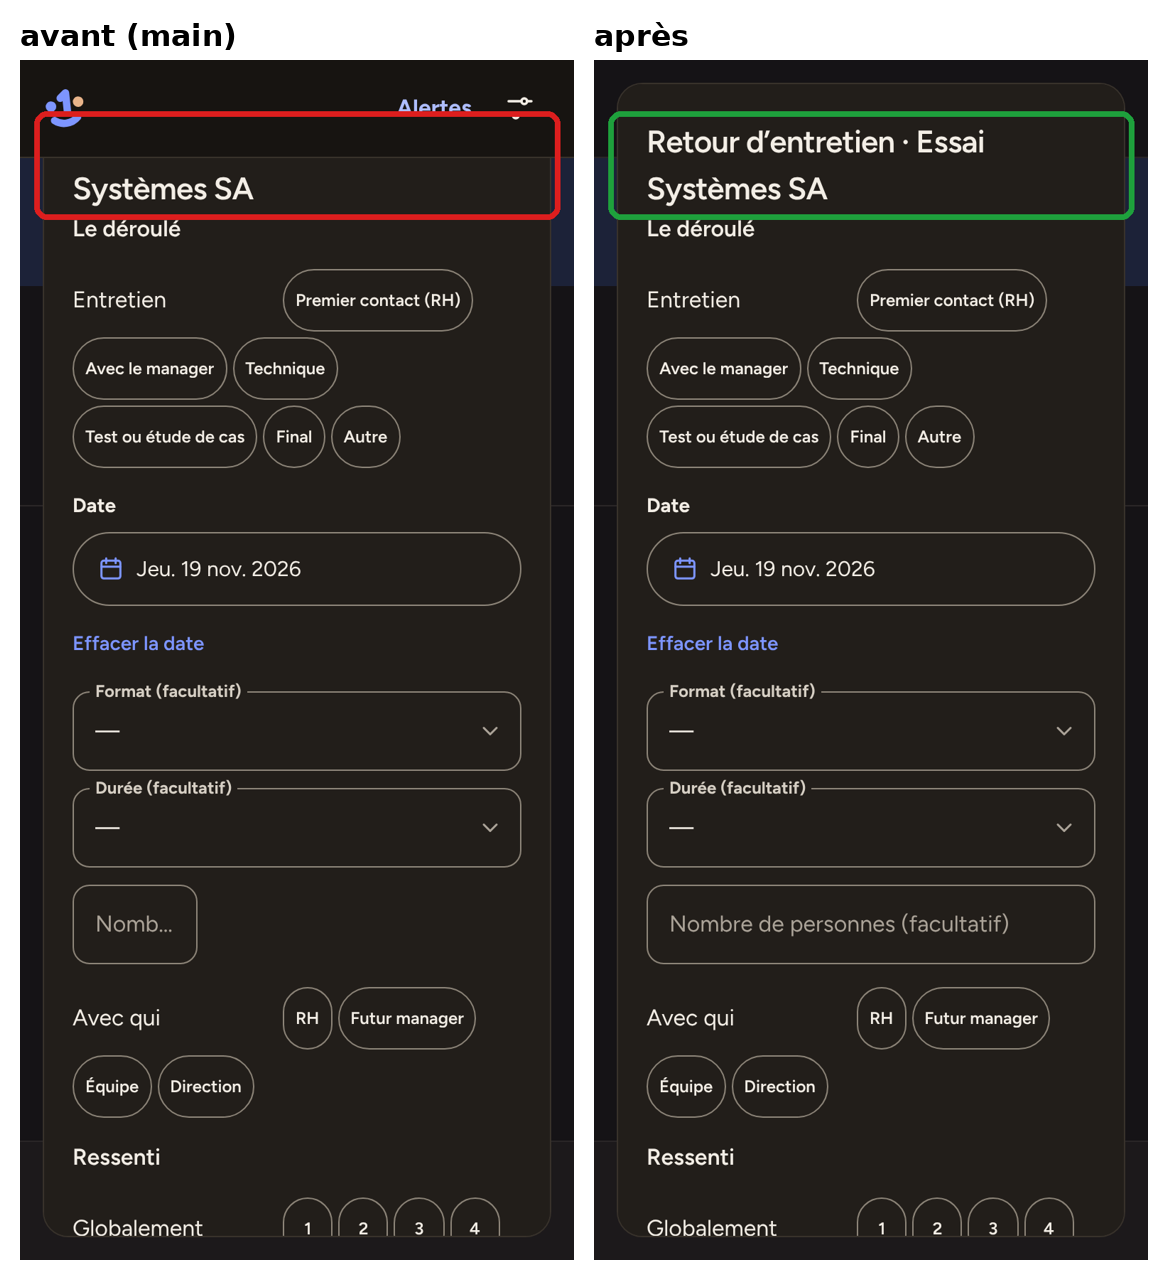 avant (main)
Alertes
Systèmes SA
Le déroulé
Entretien
Premier contact (RH)
Avec le manager
Technique
Test ou étude de cas
Final
Autre
Date
Jeu. 19 nov. 2026
Effacer la date
Format (facultatif)
—
Durée (facultatif)
—
Nomb...
Avec qui
RH
Futur manager
Équipe
Direction
Ressenti
Globalement
1 2 3 4
après
Retour d’entretien · Essai
Systèmes SA
Le déroulé
Entretien
Premier contact (RH)
Avec le manager
Technique
Test ou étude de cas
Final
Autre
Date
Jeu. 19 nov. 2026
Effacer la date
Format (facultatif)
—
Durée (facultatif)
—
Nombre de personnes (facultatif)
Avec qui
RH
Futur manager
Équipe
Direction
Ressenti
Globalement
1 2 3 4